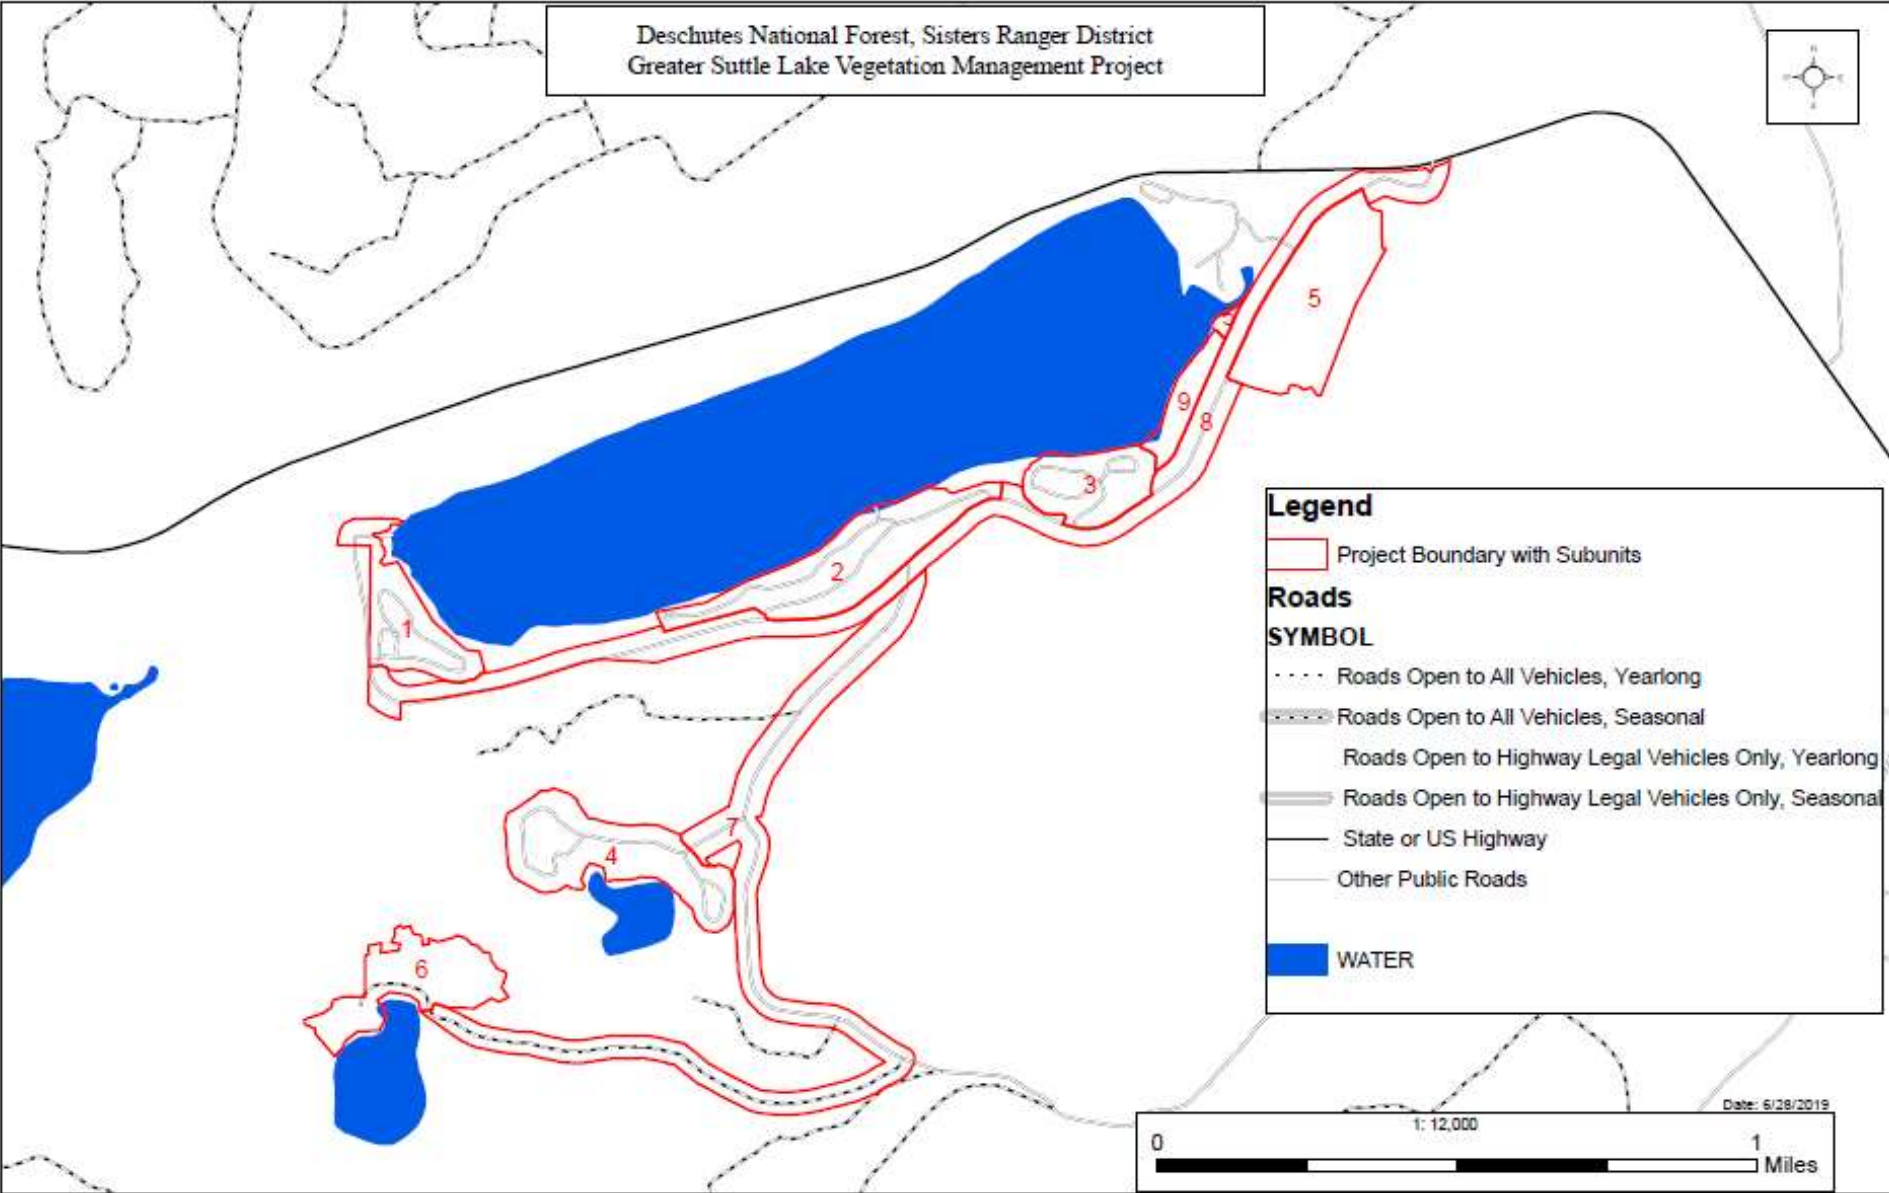 Deschutes National Forest, Sisters Ranger District
Greater Suttle Lake Vegetation Management Project
N
5
9
8
3
2
1
7
4
6
Legend
Project Boundary with Subunits
Roads
SYMBOL
Roads Open to All Vehicles, Yearlong
Roads Open to All Vehicles, Seasonal
Roads Open to Highway Legal Vehicles Only, Yearlong
Roads Open to Highway Legal Vehicles Only, Seasonal
State or US Highway
Other Public Roads
WATER
Date: 6/28/2019
1: 12,000
0 1
Miles